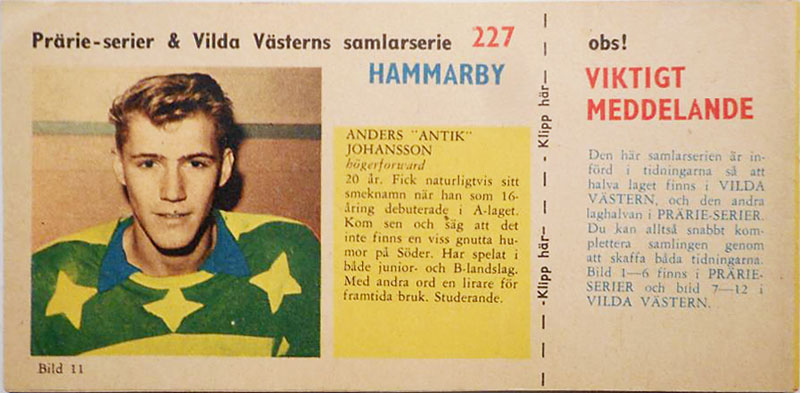 Prärie-serier & Vilda Västerns samlarserie 227
HAMMARBY
ANDERS "ANTIK"
JOHANSSON
högerforward
20 år. Fick naturligtvis sitt
smeknamn när han som 16-
åring debuterade i A-laget.
Kom sen och säg att det
inte finns en viss gnutta hu-
mor på Söder. Har spelat i
både junior- och B-landslag.
Med andra ord en lirare för
framtida bruk. Studerande.
Bild 11
Klipp här
Klipp här
obs!
VIKTIGT
MEDDELANDE
Den här samlarserien är in-
förd i tidningarna så att
halva laget finns i VILDA
VÄSTERN, och den andra
laghalvan i PRÄRIE-SERIER.
Du kan alltså snabbt kom-
plettera samlingen genom
att skaffa båda tidningarna.
Bild 1—6 finns i PRÄRIE-
SERIER och bild 7—12 i
VILDA VÄSTERN.